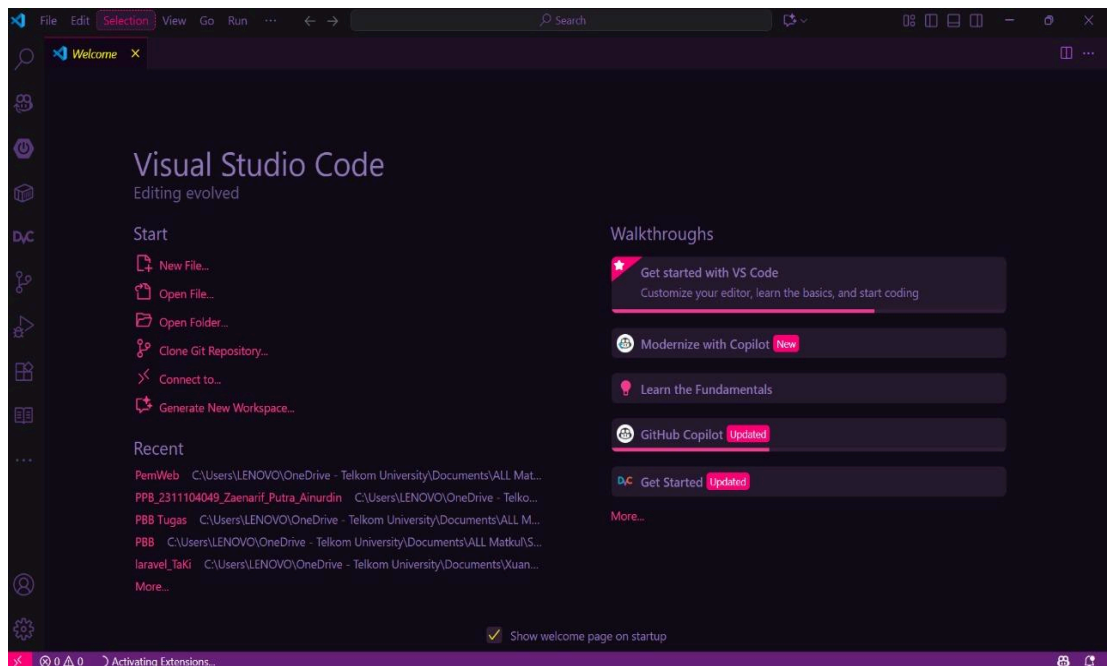 File Edit Selection View Go Run ··· ← → Search
Welcome ×
Visual Studio Code
Editing evolved
Start
New File...
Open File...
Open Folder...
Clone Git Repository...
Connect to...
Generate New Workspace...
Recent
PemWeb C:\Users\LENOVO\OneDrive - Telkom University\Documents\ALL Mat...
PPB_2311104049_Zaenarif_Putra_Ainurdin C:\Users\LENOVO\OneDrive - Telko...
PBB Tugas C:\Users\LENOVO\OneDrive - Telkom University\Documents\ALL M...
PBB C:\Users\LENOVO\OneDrive - Telkom University\Documents\ALL Matkul\S...
laravel_TaKi C:\Users\LENOVO\OneDrive - Telkom University\Documents\Xuan...
More...
Walkthroughs
Get started with VS Code
Customize your editor, learn the basics, and start coding
Modernize with Copilot New
Learn the Fundamentals
GitHub Copilot Updated
DVC Get Started Updated
More...
DVC
Show welcome page on startup
0 0 Activating Extensions...